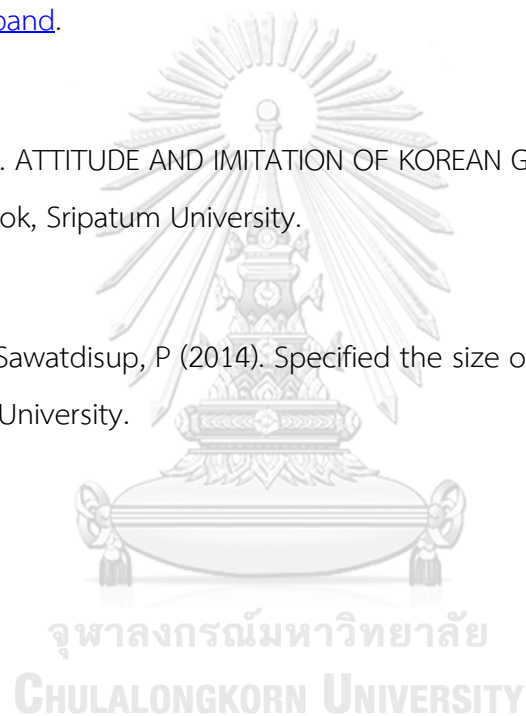 band.
. ATTITUDE AND IMITATION OF KOREAN G
ok, Sripatum University.
Sawatdisup, P (2014). Specified the size o
University.
จุฬาลงกรณ์มหาวิทยาลัย
CHULALONGKORN UNIVERSITY